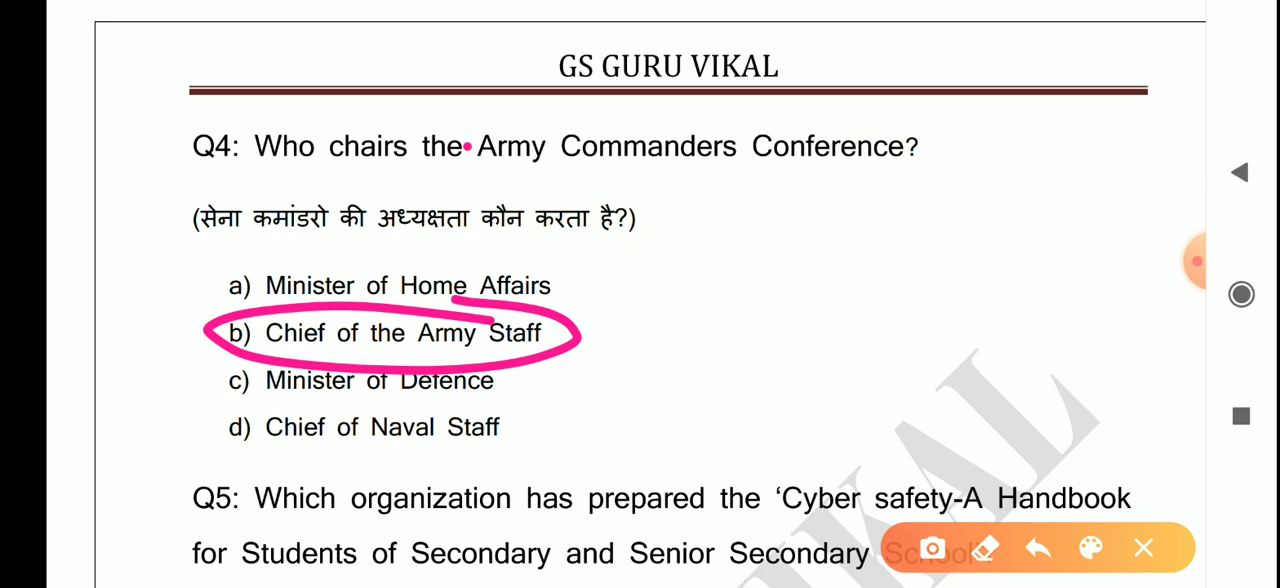 GS GURU VIKAL
Q4: Who chairs the Army Commanders Conference?
(सेना कमांडरो की अध्यक्षता कौन करता है?)
a) Minister of Home Affairs
b) Chief of the Army Staff
c) Minister of Defence
d) Chief of Naval Staff
Q5: Which organization has prepared the ‘Cyber safety-A Handbook
for Students of Secondary and Senior Secondary School’
VIKAL